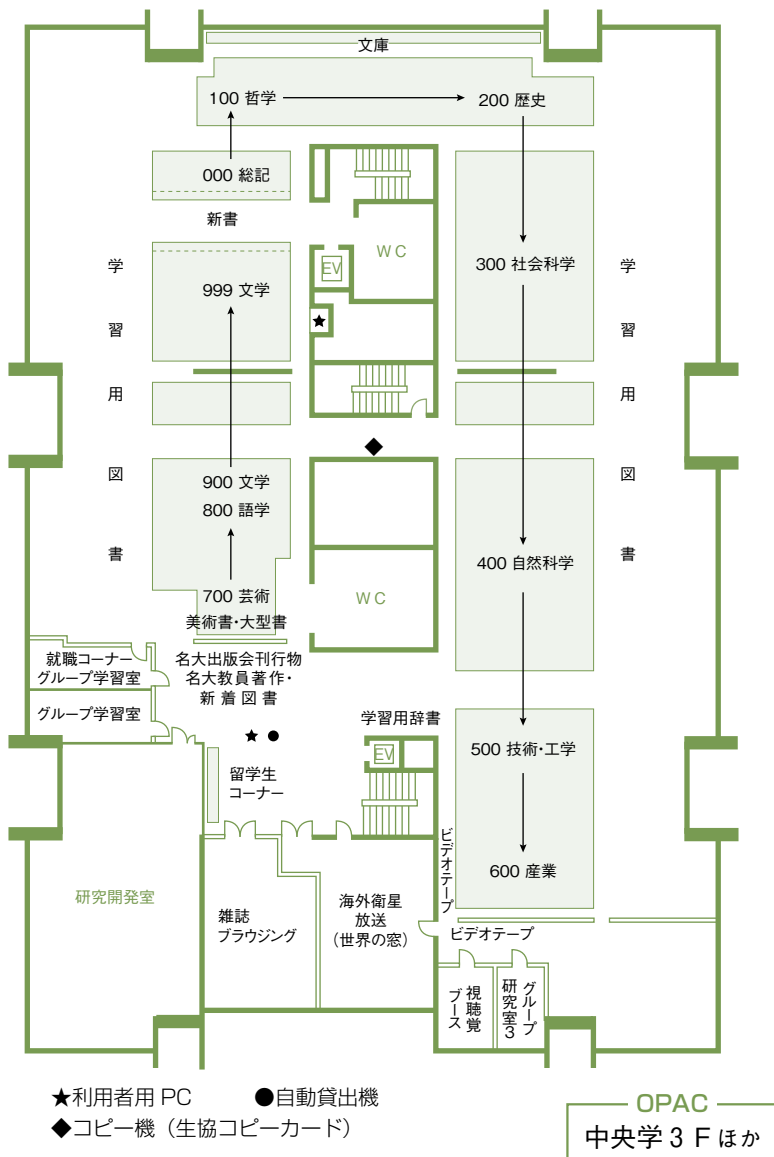 文庫
100 哲学
200 歴史
000 総記
新書
WC
EV
999 文学
300 社会科学
学習用図書
学習用図書
★
◆
900 文学
800 語学
700 芸術
美術書・大型書
400 自然科学
WC
就職コーナー
グループ学習室
グループ学習室
名大出版会刊行物
名大教員著作・
新着図書
★ ●
学習用辞書
EV
留学生
コーナー
500 技術・工学
600 産業
研究開発室
雑誌
ブラウジング
海外衛星
放送
(世界の窓)
ビデオテープ
ビデオテープ
視聴覚
ブース
グループ
研究室3
★利用者用 PC ●自動貸出機
◆コピー機（生協コピーカード）
OPAC
中央学 3 F ほか